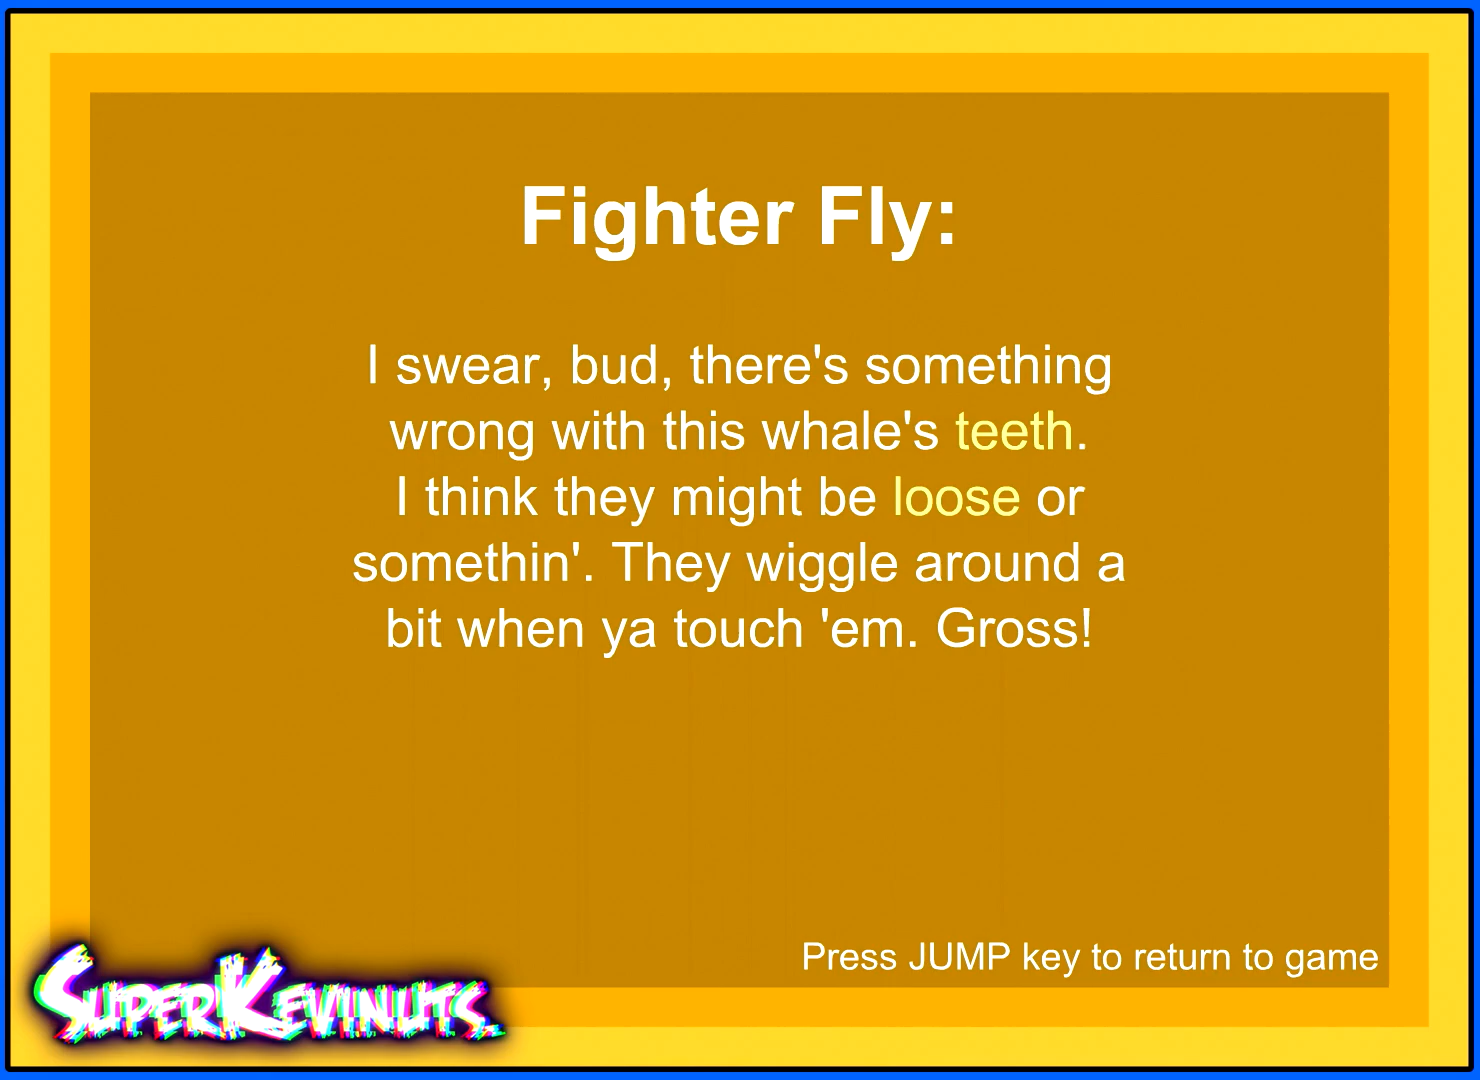 Fighter Fly:
I swear, bud, there's something
wrong with this whale's teeth.
I think they might be loose or
somethin'. They wiggle around a
bit when ya touch 'em. Gross!
Press JUMP key to return to game
SUPERKEVINUTS